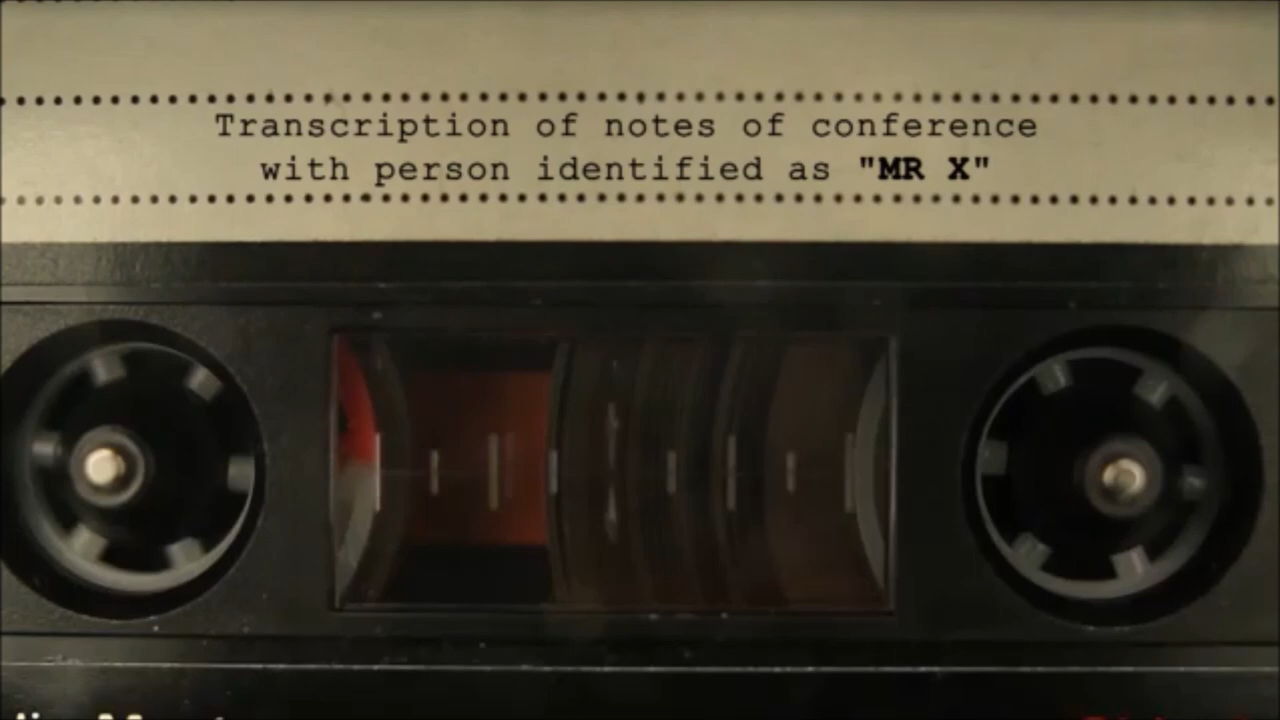 Transcription of notes of conference
with person identified as "MR X"